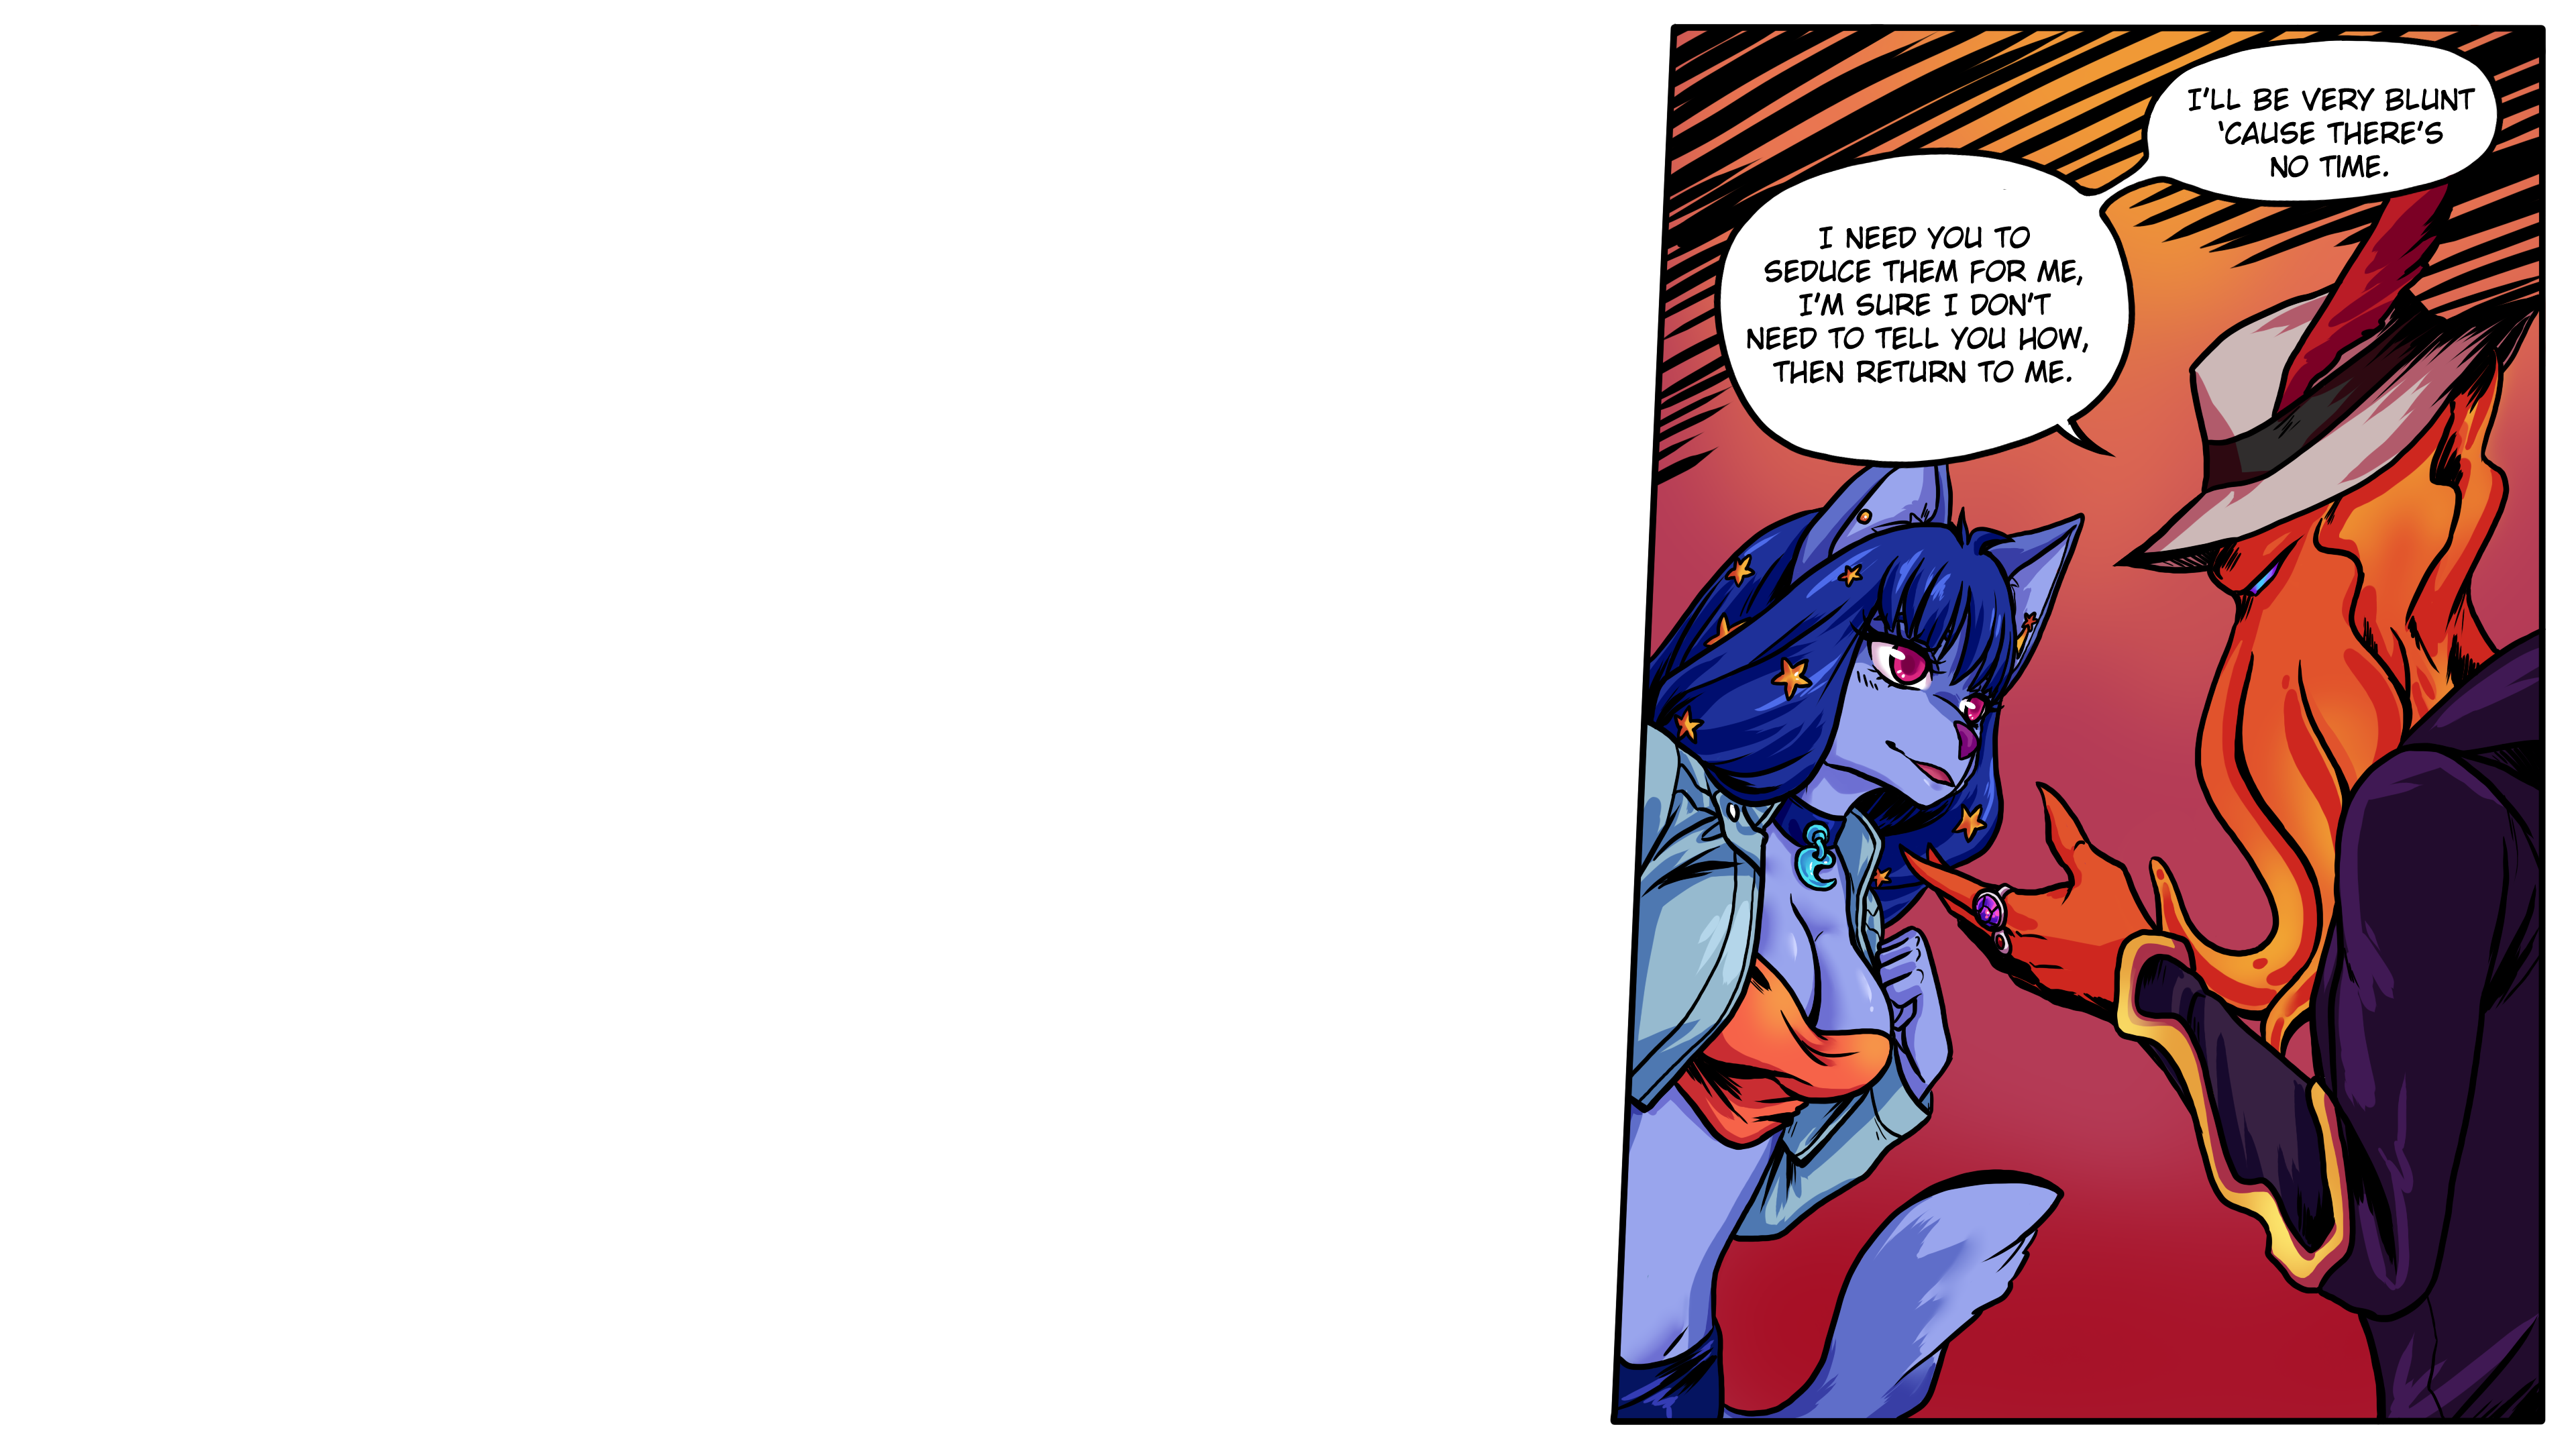 I'LL BE VERY BLUNT
'CAUSE THERE'S
NO TIME.
I NEED YOU TO
SEDUCE THEM FOR ME,
I'M SURE I DON'T
NEED TO TELL YOU HOW,
THEN RETURN TO ME.